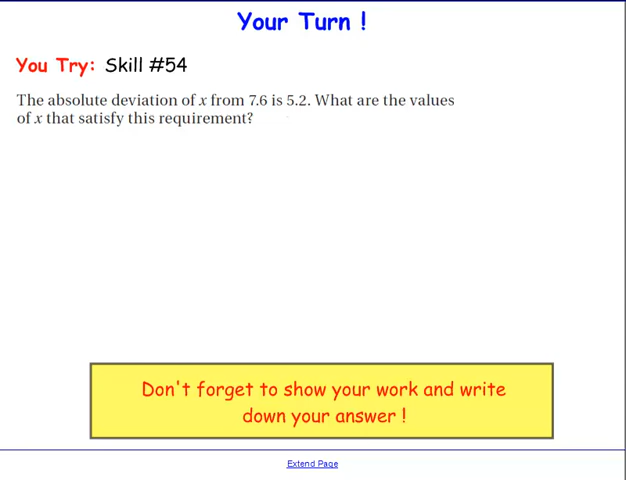 Your Turn !
You Try: Skill #54
The absolute deviation of x from 7.6 is 5.2. What are the values
of x that satisfy this requirement?
Don't forget to show your work and write
down your answer !
Extend Page